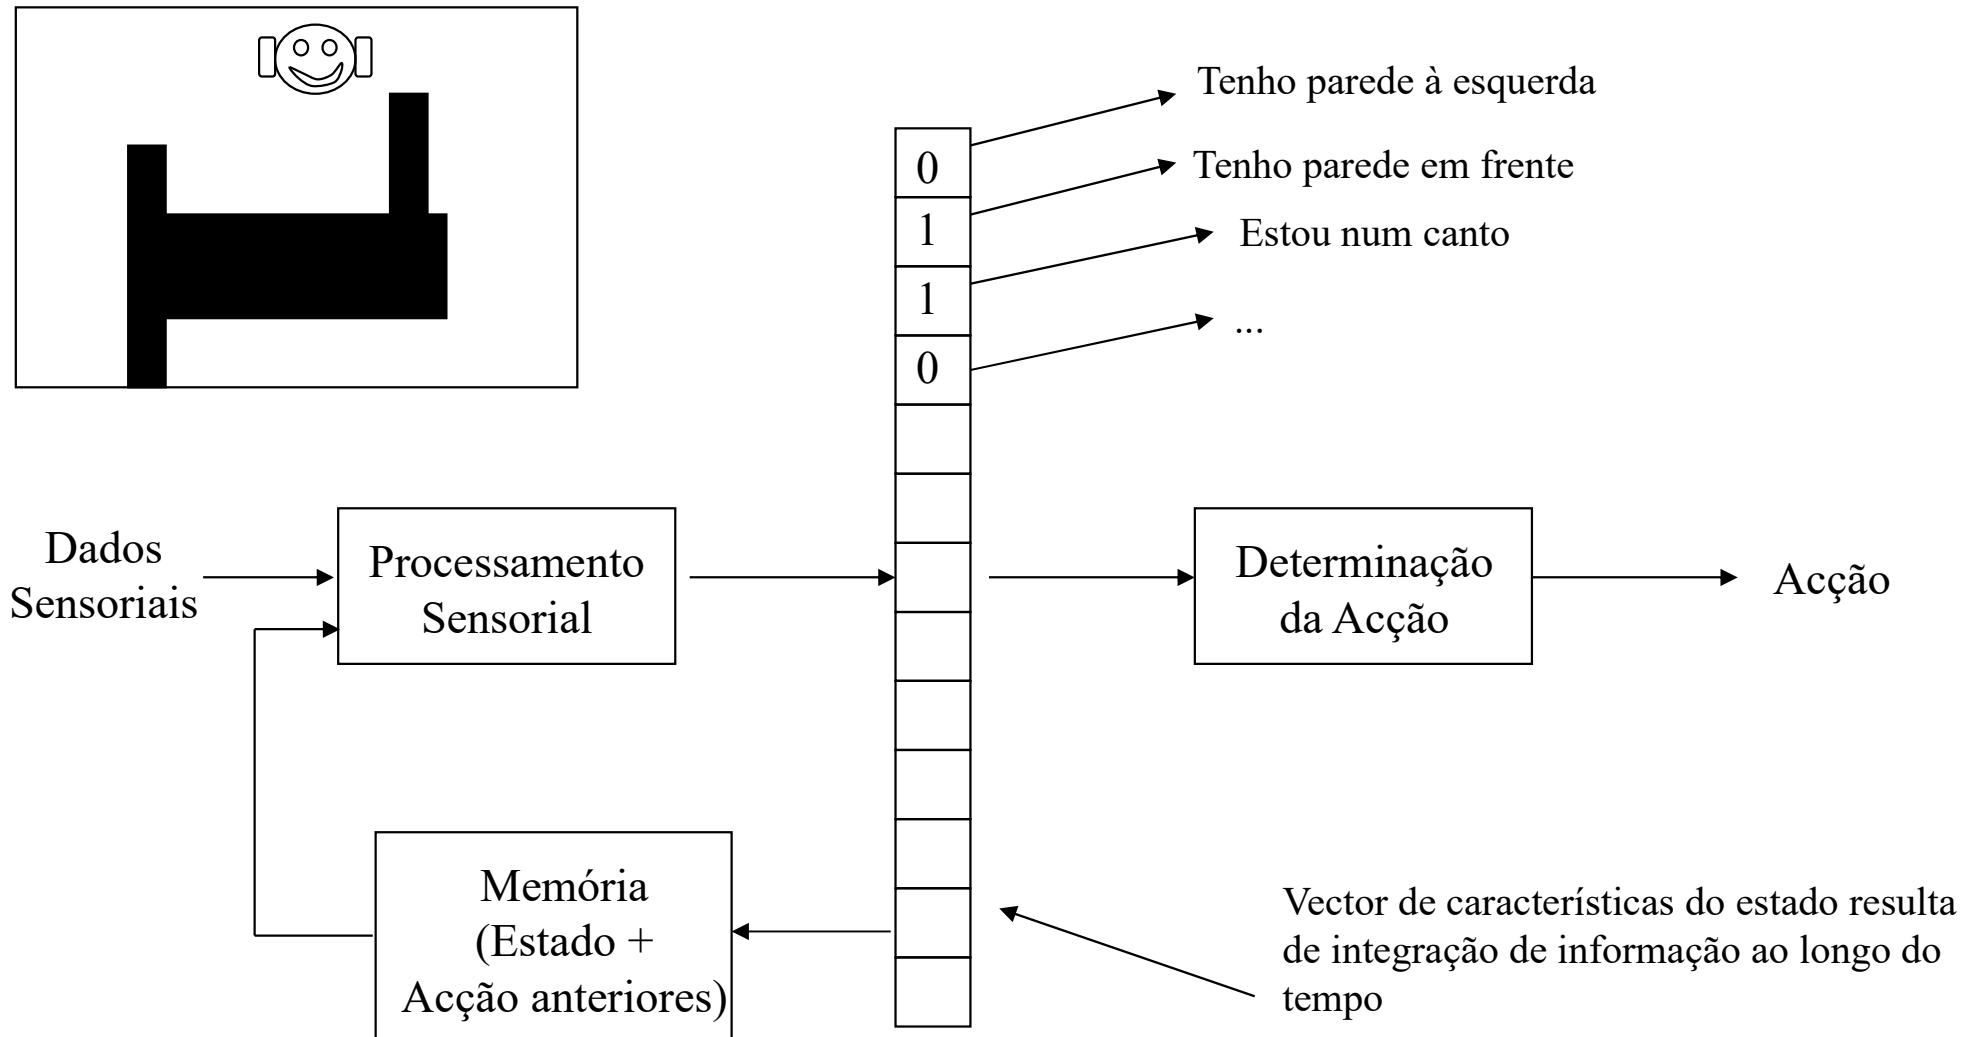 Tenho parede à esquerda
0
Tenho parede em frente
1
Estou num canto
1
...
0
Dados
Sensoriais
Processamento
Sensorial
Determinação
da Acção
Acção
Memória
(Estado +
Acção anteriores)
Vector de características do estado resulta
de integração de informação ao longo do
tempo